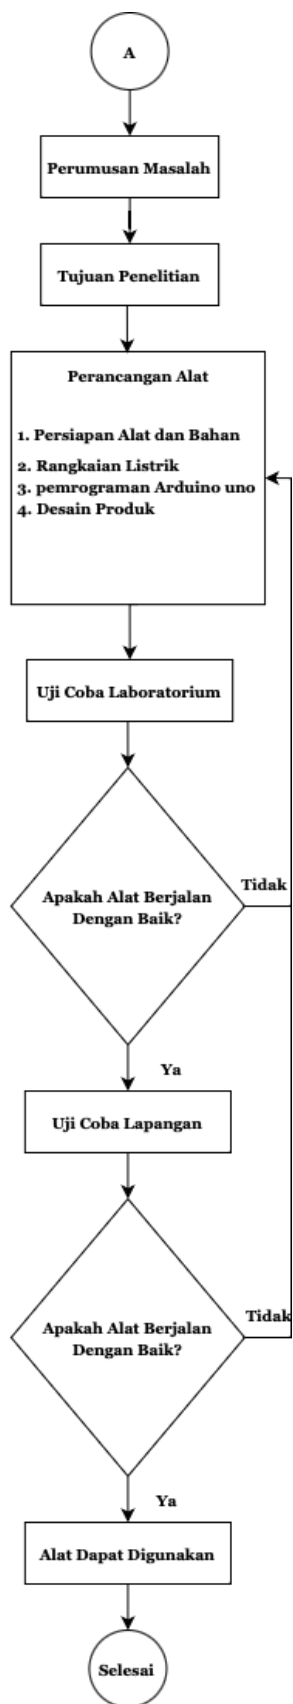 A
Perumusan Masalah
Tujuan Penelitian
Perancangan Alat
1. Persiapan Alat dan Bahan
2. Rangkaian Listrik
3. pemrograman Arduino uno
4. Desain Produk
Uji Coba Laboratorium
Apakah Alat Berjalan
Dengan Baik?
Tidak
Ya
Uji Coba Lapangan
Apakah Alat Berjalan
Dengan Baik?
Tidak
Ya
Alat Dapat Digunakan
Selesai